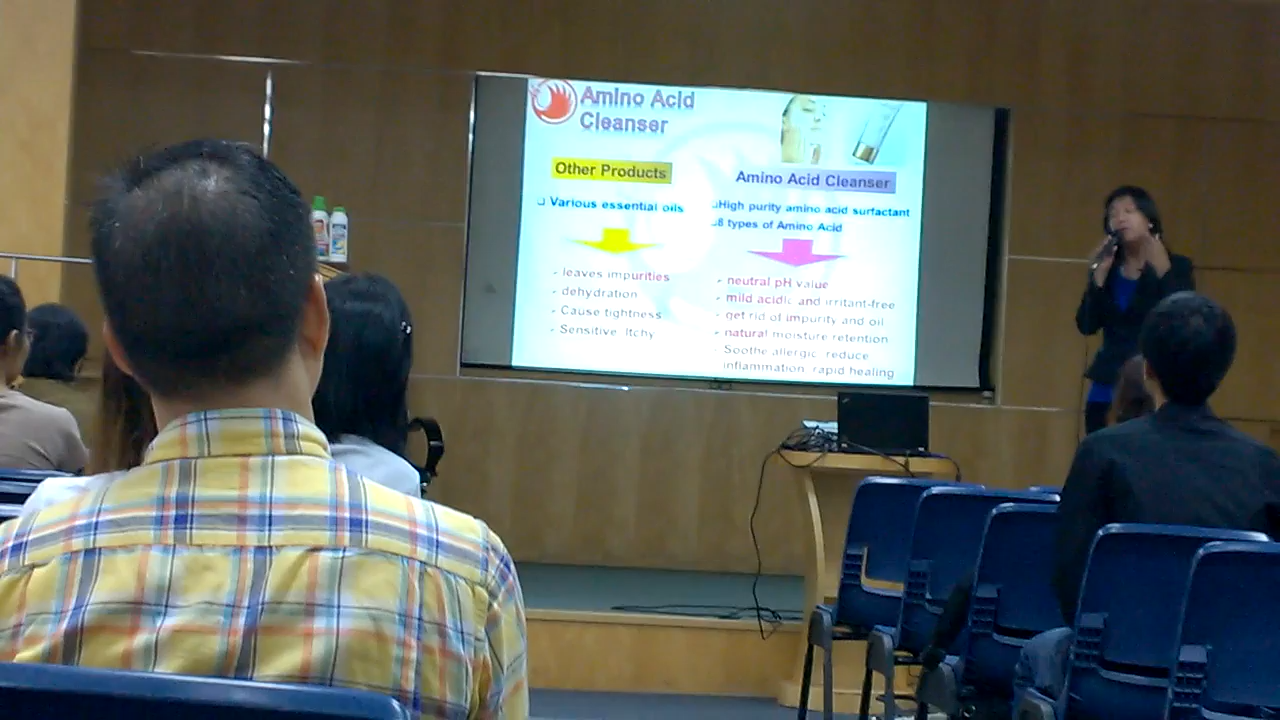 Amino Acid
Cleanser
Other Products
Various essential oils
leaves impurities
dehydration
Cause tightness
Sensitive, Itchy
Amino Acid Cleanser
High purity amino acid surfactant
8 types of Amino Acid
neutral pH value
mild acidic and irritant-free
get rid of impurity and oil
natural moisture retention
Soothe allergic, reduce
inflammation, rapid healing